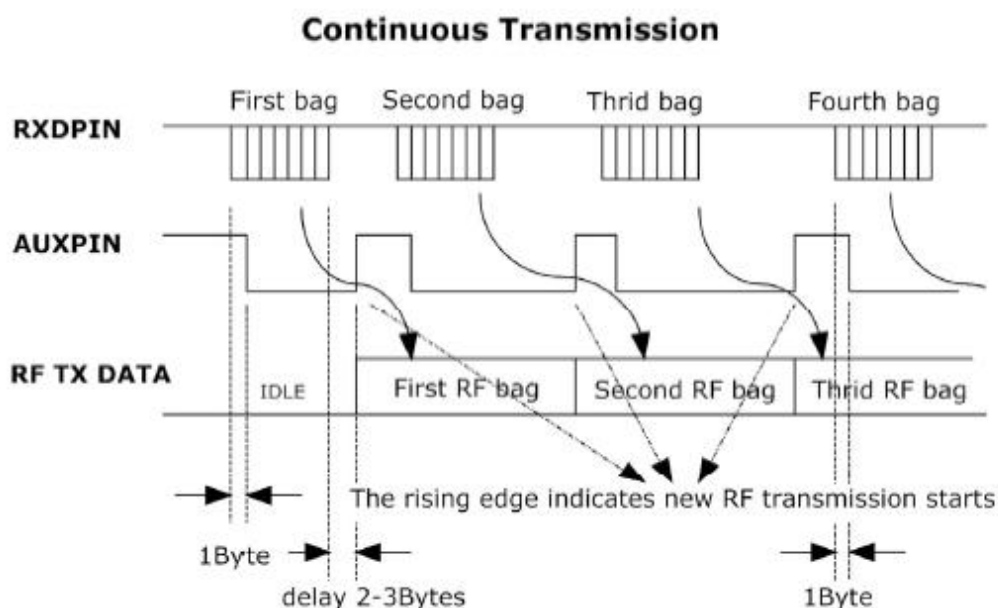 Continuous Transmission
First bag Second bag Thrid bag Fourth bag
RXDPIN
AUXPIN
RF TX DATA
IDLE First RF bag Second RF bag Thrid RF bag
The rising edge indicates new RF transmission starts
1Byte 1Byte
delay 2-3Bytes